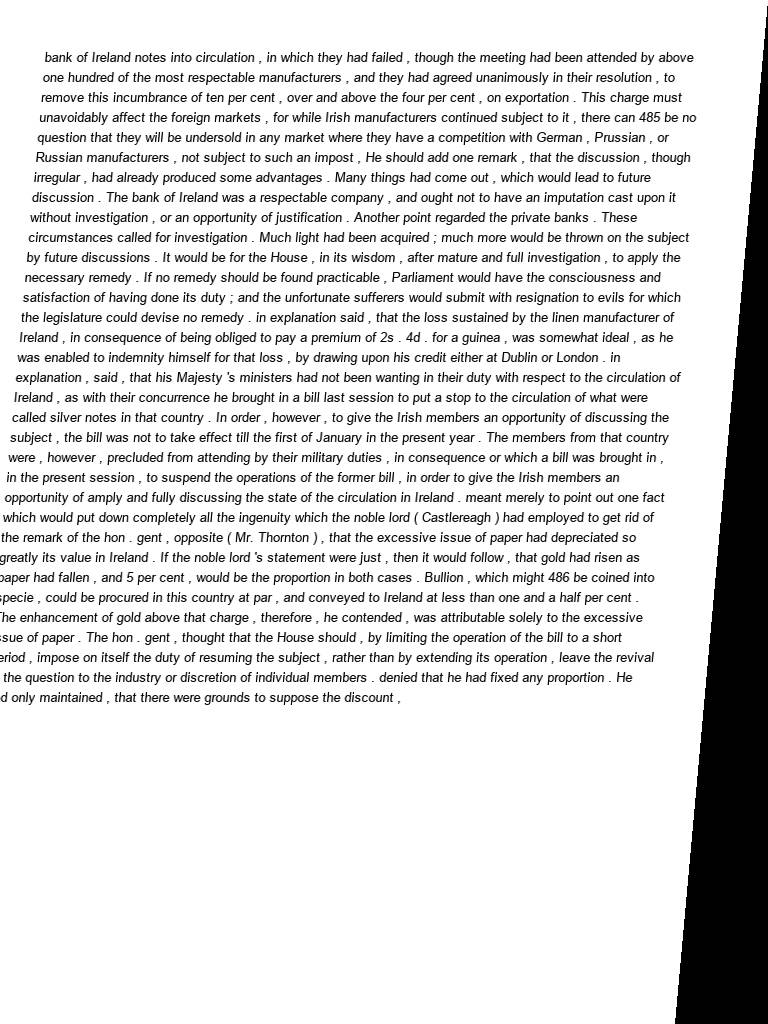 bank of Ireland notes into circulation , in which they had failed , though the meeting had been attended by above
one hundred of the most respectable manufacturers , and they had agreed unanimously in their resolution , to
remove this incumbrance of ten per cent , over and above the four per cent , on exportation . This charge must
unavoidably affect the foreign markets , for while Irish manufacturers continued subject to it , there can 485 be no
question that they will be undersold in any market where they have a competition with German , Prussian , or
Russian manufacturers , not subject to such an impost , He should add one remark , that the discussion , though
irregular , had already produced some advantages . Many things had come out , which would lead to future
discussion . The bank of Ireland was a respectable company , and ought not to have an imputation cast upon it
without investigation , or an opportunity of justification . Another point regarded the private banks . These
circumstances called for investigation . Much light had been acquired ; much more would be thrown on the subject
by future discussions . It would be for the House , in its wisdom , after mature and full investigation , to apply the
necessary remedy . If no remedy should be found practicable , Parliament would have the consciousness and
satisfaction of having done its duty ; and the unfortunate sufferers would submit with resignation to evils for which
the legislature could devise no remedy . in explanation said , that the loss sustained by the linen manufacturer of
Ireland , in consequence of being obliged to pay a premium of 2s . 4d . for a guinea , was somewhat ideal , as he
was enabled to indemnity himself for that loss , by drawing upon his credit either at Dublin or London . in
explanation , said , that his Majesty 's ministers had not been wanting in their duty with respect to the circulation of
Ireland , as with their concurrence he brought in a bill last session to put a stop to the circulation of what were
called silver notes in that country . In order , however , to give the Irish members an opportunity of discussing the
subject , the bill was not to take effect till the first of January in the present year . The members from that country
were , however , precluded from attending by their military duties , in consequence or which a bill was brought in ,
in the present session , to suspend the operations of the former bill , in order to give the Irish members an
opportunity of amply and fully discussing the state of the circulation in Ireland . meant merely to point out one fact
which would put down completely all the ingenuity which the noble lord ( Castlereagh ) had employed to get rid of
the remark of the hon . gent , opposite ( Mr. Thornton ) , that the excessive issue of paper had depreciated so
greatly its value in Ireland . If the noble lord 's statement were just , then it would follow , that gold had risen as
paper had fallen , and 5 per cent , would be the proportion in both cases . Bullion , which might 486 be coined into
specie , could be procured in this country at par , and conveyed to Ireland at less than one and a half per cent .
The enhancement of gold above that charge , therefore , he contended , was attributable solely to the excessive
ssue of paper . The hon . gent , thought that the House should , by limiting the operation of the bill to a short
eriod , impose on itself the duty of resuming the subject , rather than by extending its operation , leave the revival
the question to the industry or discretion of individual members . denied that he had fixed any proportion . He
d only maintained , that there were grounds to suppose the discount ,